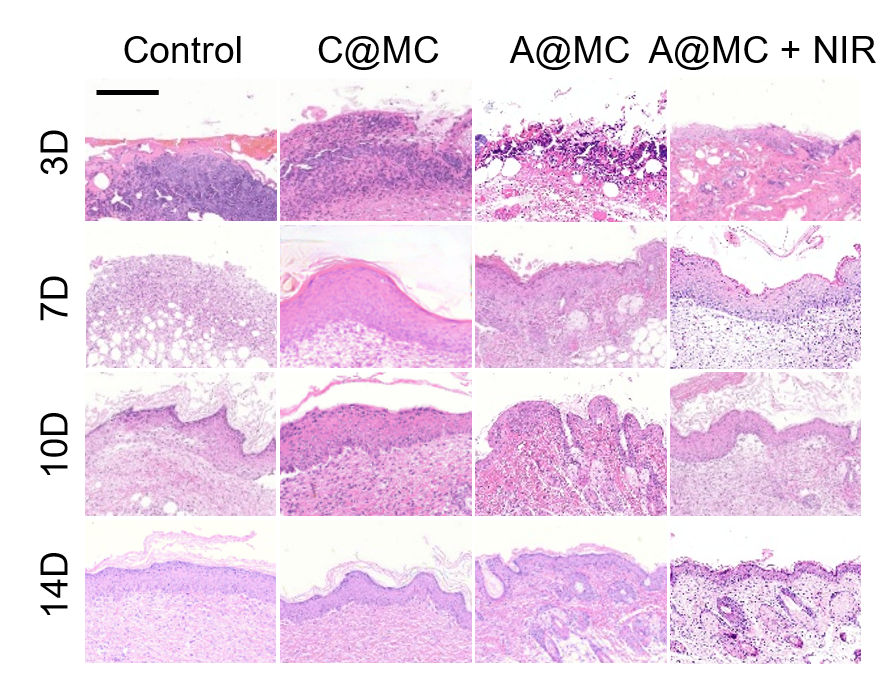 Control C@MC A@MC A@MC + NIR
3D
7D
10D
14D